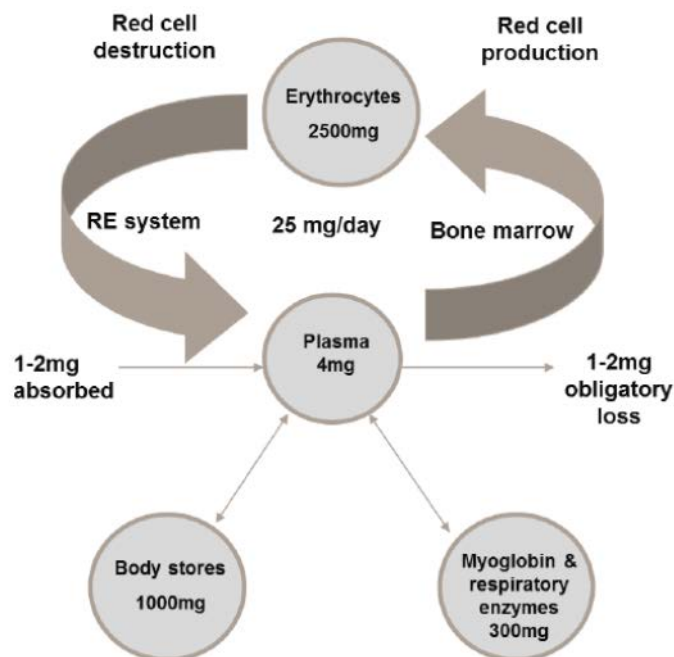 Red cell
destruction
Red cell
production
Erythrocytes
2500mg
RE system
25 mg/day
Bone marrow
Plasma
4mg
1-2mg
absorbed
1-2mg
obligatory
loss
Body stores
1000mg
Myoglobin &
respiratory
enzymes
300mg